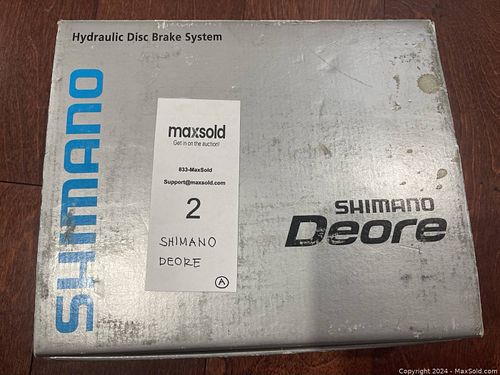 Hydraulic Disc Brake System
SHIMANO
maxsold
Get in on the auction!
833-MaxSold
Support@maxsold.com
2
SHIMANO
DEORE
A
SHIMANO
Deore
Copyright © 2024 - MaxSold.com